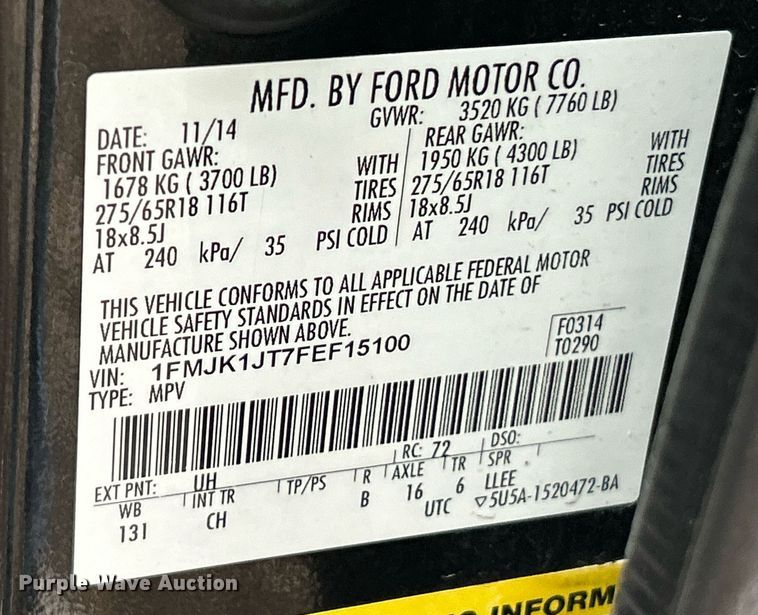 MFD. BY FORD MOTOR CO.
DATE: 11/14 GVWR: 3520 KG ( 7760 LB)
FRONT GAWR: REAR GAWR:
1678 KG ( 3700 LB) WITH 1950 KG ( 4300 LB) WITH
275/65R18 116T TIRES 275/65R18 116T TIRES
18x8.5J RIMS 18x8.5J RIMS
AT 240 kPa/ 35 PSI COLD AT 240 kPa/ 35 PSI COLD
THIS VEHICLE CONFORMS TO ALL APPLICABLE FEDERAL MOTOR
VEHICLE SAFETY STANDARDS IN EFFECT ON THE DATE OF
MANUFACTURE SHOWN ABOVE.
VIN: 1FMJK1JT7FEF15100 F0314
TYPE: MPV T0290
EXT PNT: UH RC: 72 DSO:
WB INT TR TP/PS R AXLE TR SPR
131 CH B 16 6 LLEE
UTC ▽5U5A-1520472-BA
INFORM
Purple Wave Auction